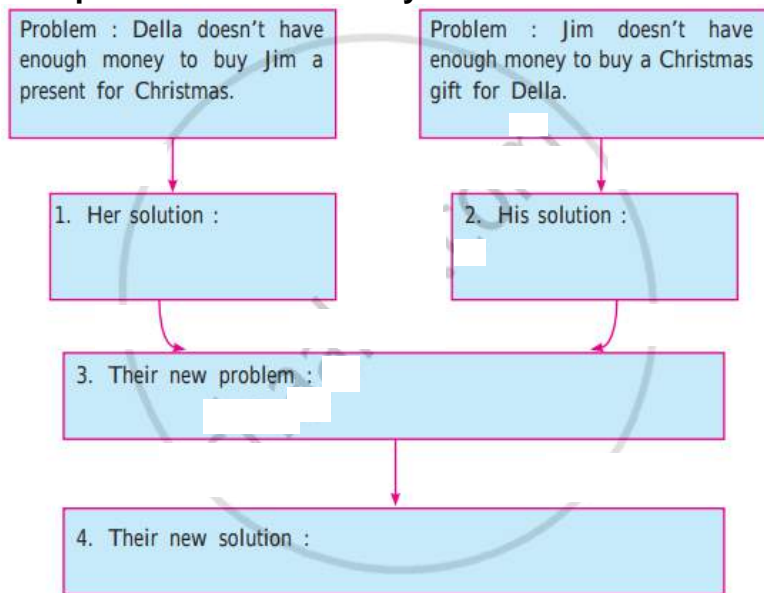 Problem : Della doesn't have
enough money to buy Jim a
present for Christmas.
Problem : Jim doesn't have
enough money to buy a Christmas
gift for Della.
1. Her solution :
2. His solution :
3. Their new problem :
4. Their new solution :